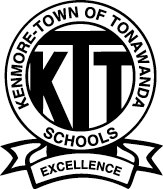 KENMORE-TOWN OF TONAWANDA
KTT
SCHOOLS
EXCELLENCE